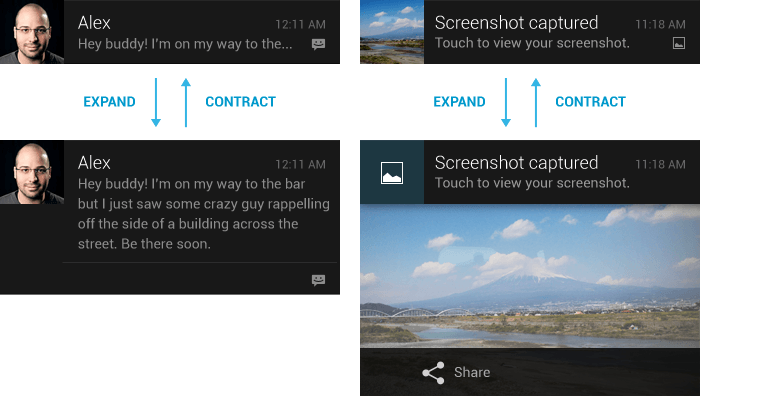 Alex
12:11 AM
Hey buddy! I'm on my way to the...
EXPAND
CONTRACT
Alex
12:11 AM
Hey buddy! I'm on my way to the bar
but I just saw some crazy guy rappelling
off the side of a building across the
street. Be there soon.
Screenshot captured
11:18 AM
Touch to view your screenshot.
EXPAND
CONTRACT
Screenshot captured
11:18 AM
Touch to view your screenshot.
Share